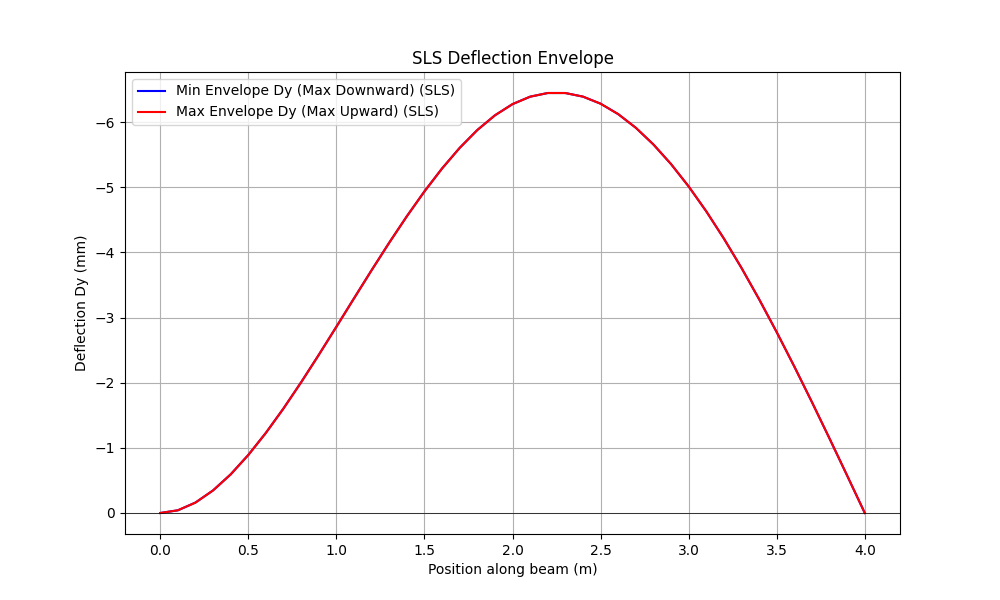 SLS Deflection Envelope
Min Envelope Dy (Max Downward) (SLS)
Max Envelope Dy (Max Upward) (SLS)
Deflection Dy (mm)
−6
−5
−4
−3
−2
−1
0
0.0 0.5 1.0 1.5 2.0 2.5 3.0 3.5 4.0
Position along beam (m)